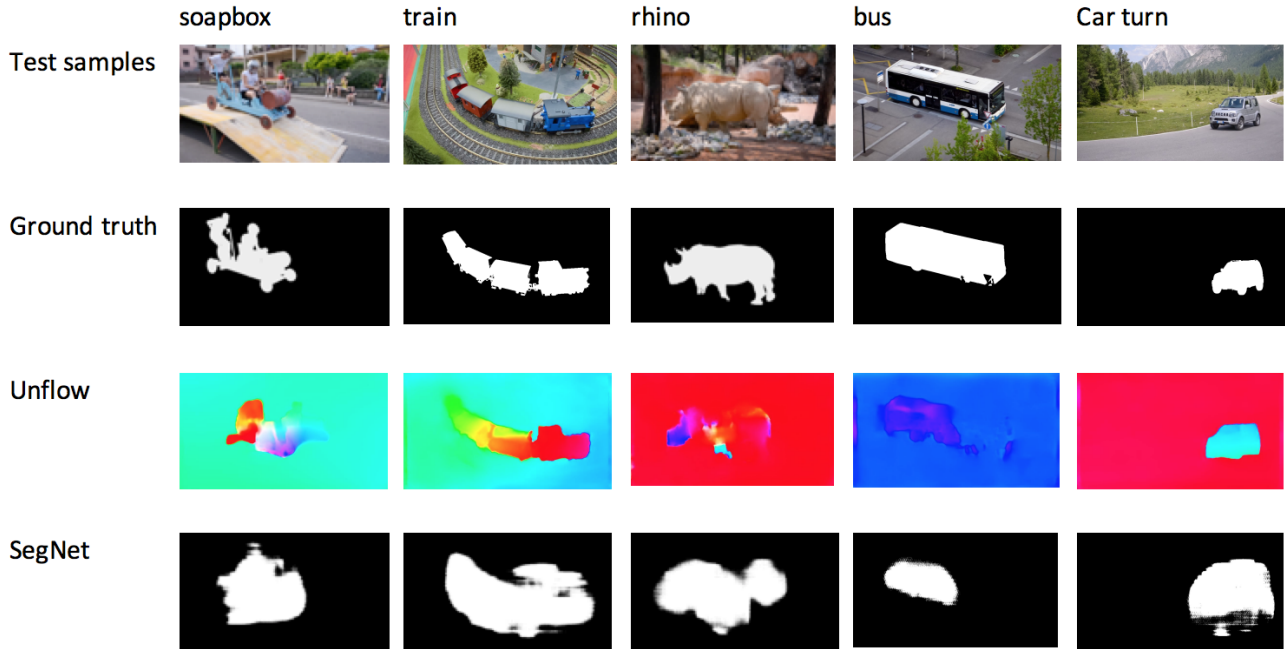 soapbox train rhino bus Car turn
Test samples
Ground truth
Unflow
SegNet